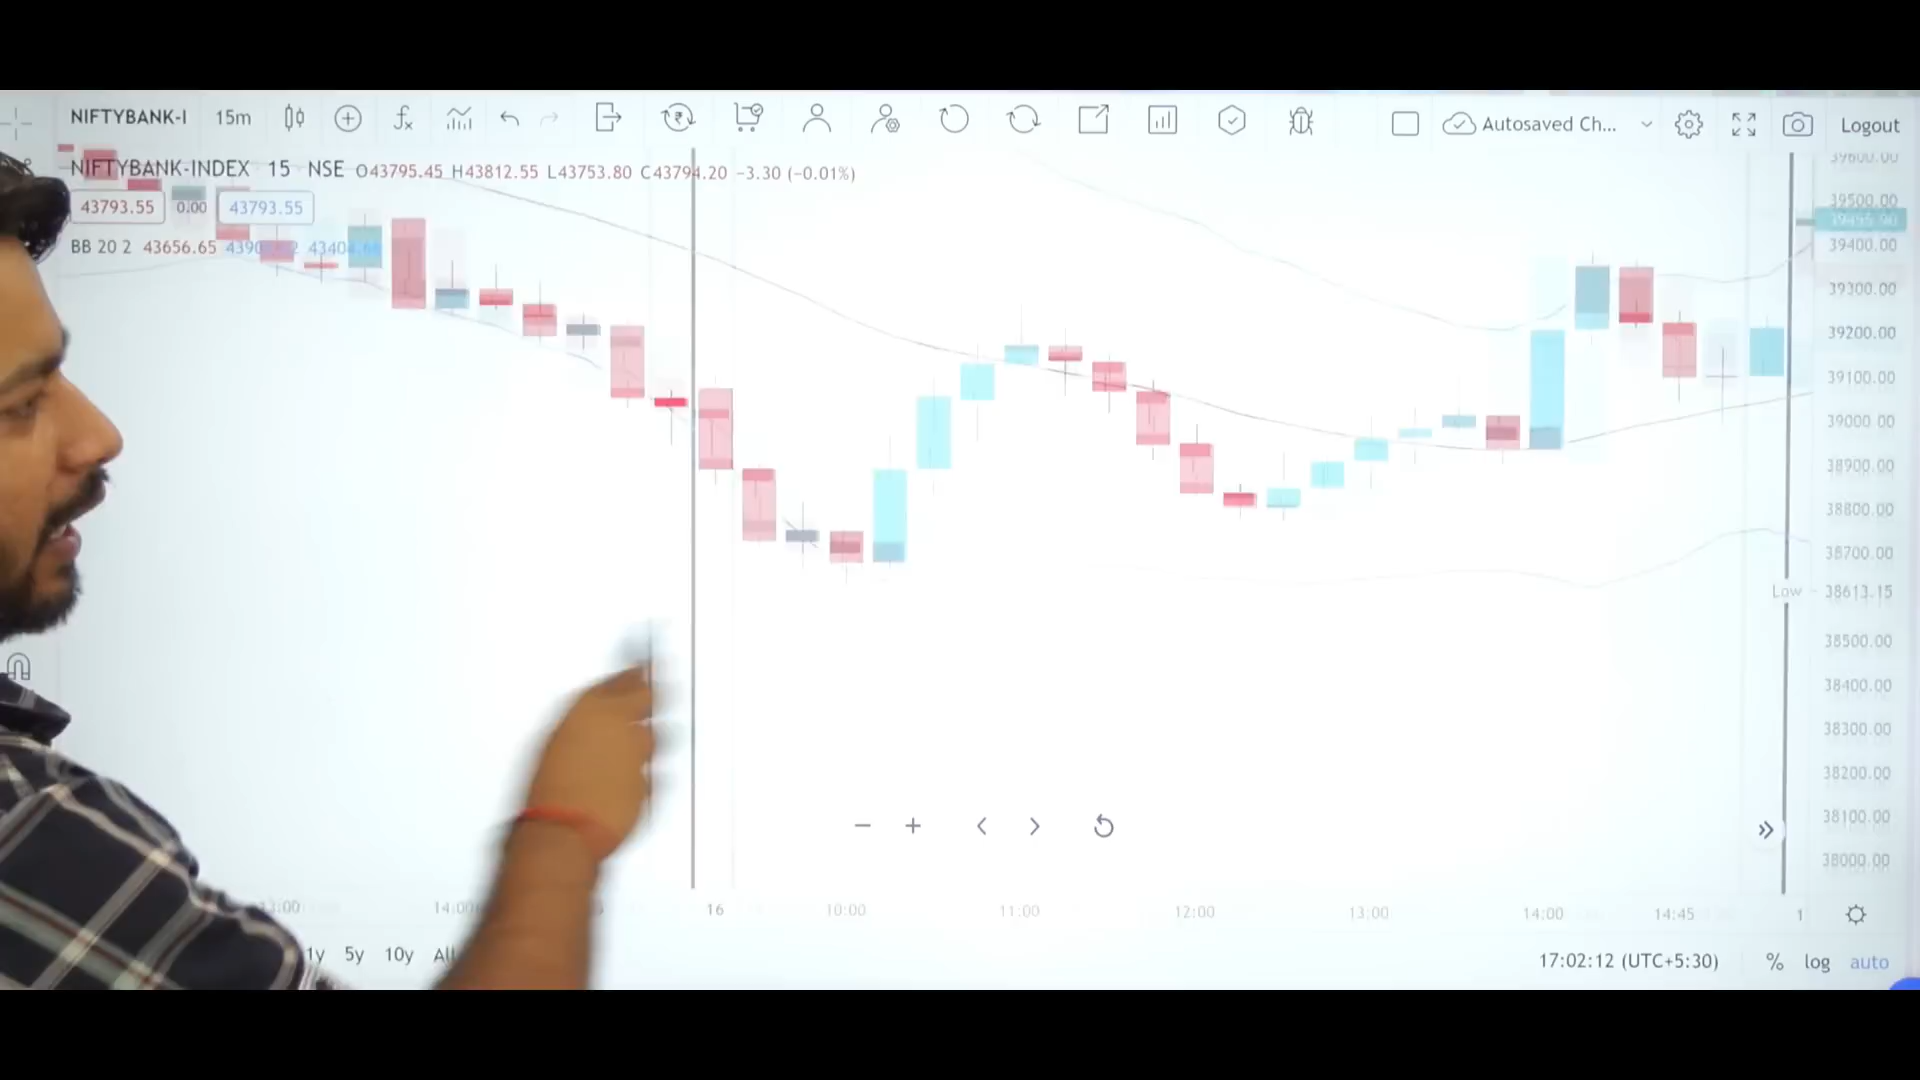 NIFTYBANK-I 15m Autosaved Ch... Logout
NIFTYBANK-INDEX 15 NSE O43795.45 H43812.55 L43753.80 C43794.20 −3.30 (−0.01%)
43793.55 0.00 43793.55
BB 20 2 43656.65
39600.00
39500.00
39495.90
39400.00
39300.00
39200.00
39100.00
39000.00
38900.00
38800.00
38700.00
Low 38613.15
38500.00
38400.00
38300.00
38200.00
38100.00
38000.00
13:00 14:00 16 10:00 11:00 12:00 13:00 14:00 14:45 1
1y 5y 10y All
17:02:12 (UTC+5:30) % log auto